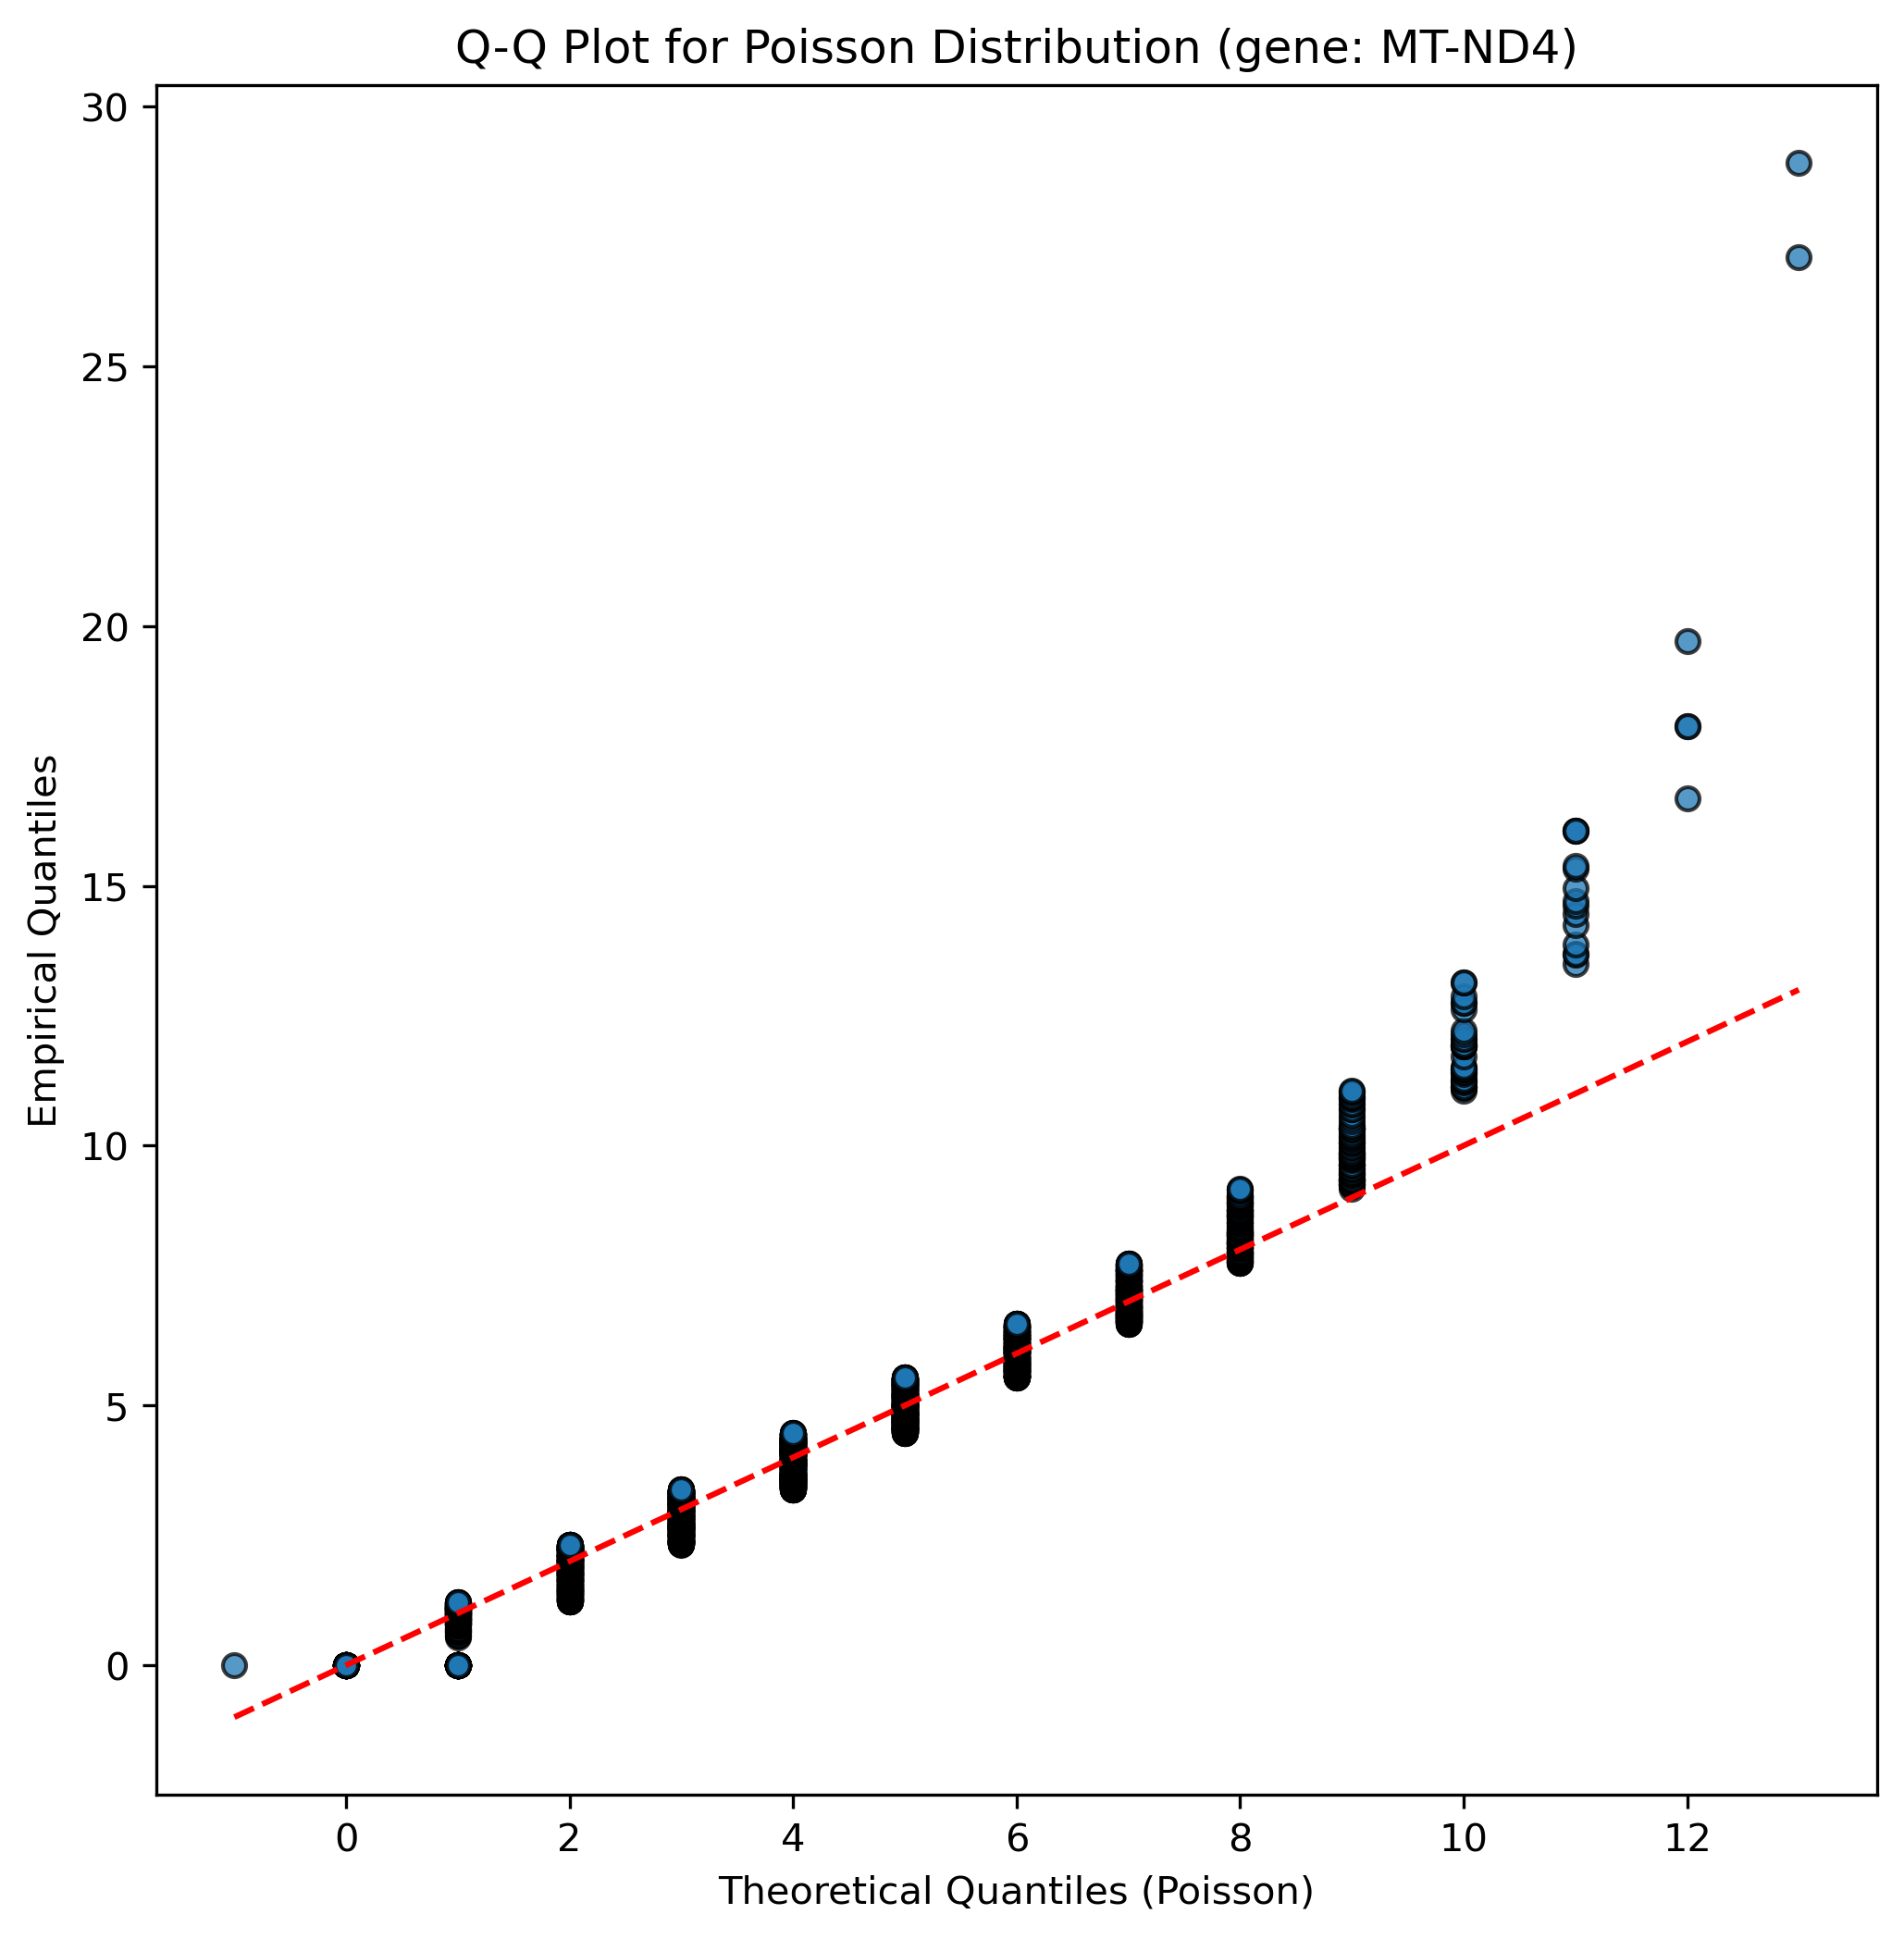 Q-Q Plot for Poisson Distribution (gene: MT-ND4)
30
25
20
15
10
5
0
Empirical Quantiles
0 2 4 6 8 10 12
Theoretical Quantiles (Poisson)